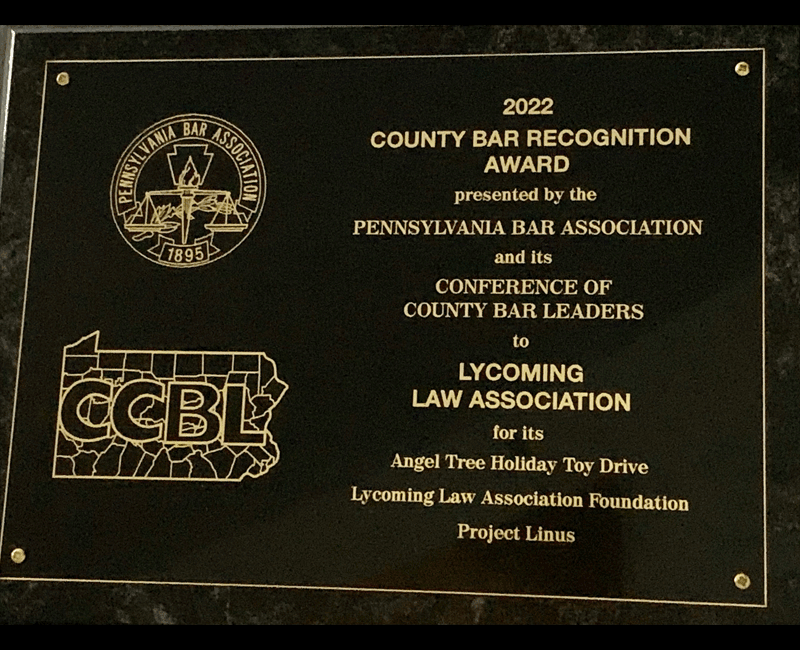 PENNSYLVANIA BAR ASSOCIATION
1895
CCBL
2022
COUNTY BAR RECOGNITION
AWARD
presented by the
PENNSYLVANIA BAR ASSOCIATION
and its
CONFERENCE OF
COUNTY BAR LEADERS
to
LYCOMING
LAW ASSOCIATION
for its
Angel Tree Holiday Toy Drive
Lycoming Law Association Foundation
Project Linus